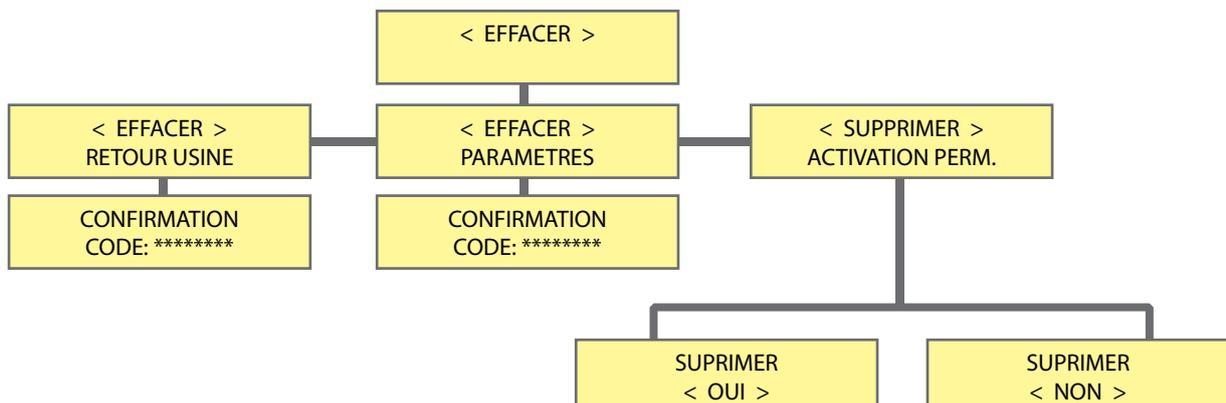 < EFFACER >
< EFFACER >
RETOUR USINE
< EFFACER >
PARAMETRES
< SUPPRIMER >
ACTIVATION PERM.
CONFIRMATION
CODE: ********
CONFIRMATION
CODE: ********
SUPRIMER
< OUI >
SUPRIMER
< NON >